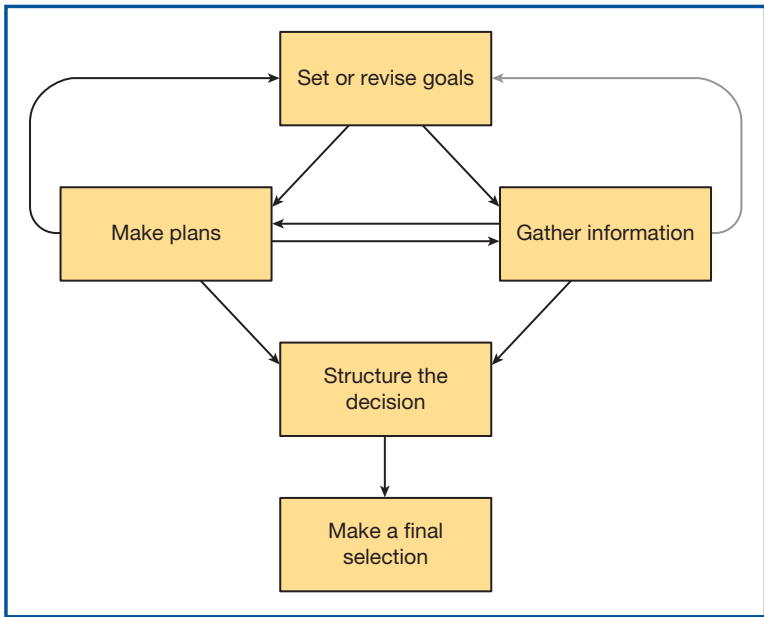 Set or revise goals
Make plans
Gather information
Structure the
decision
Make a final
selection